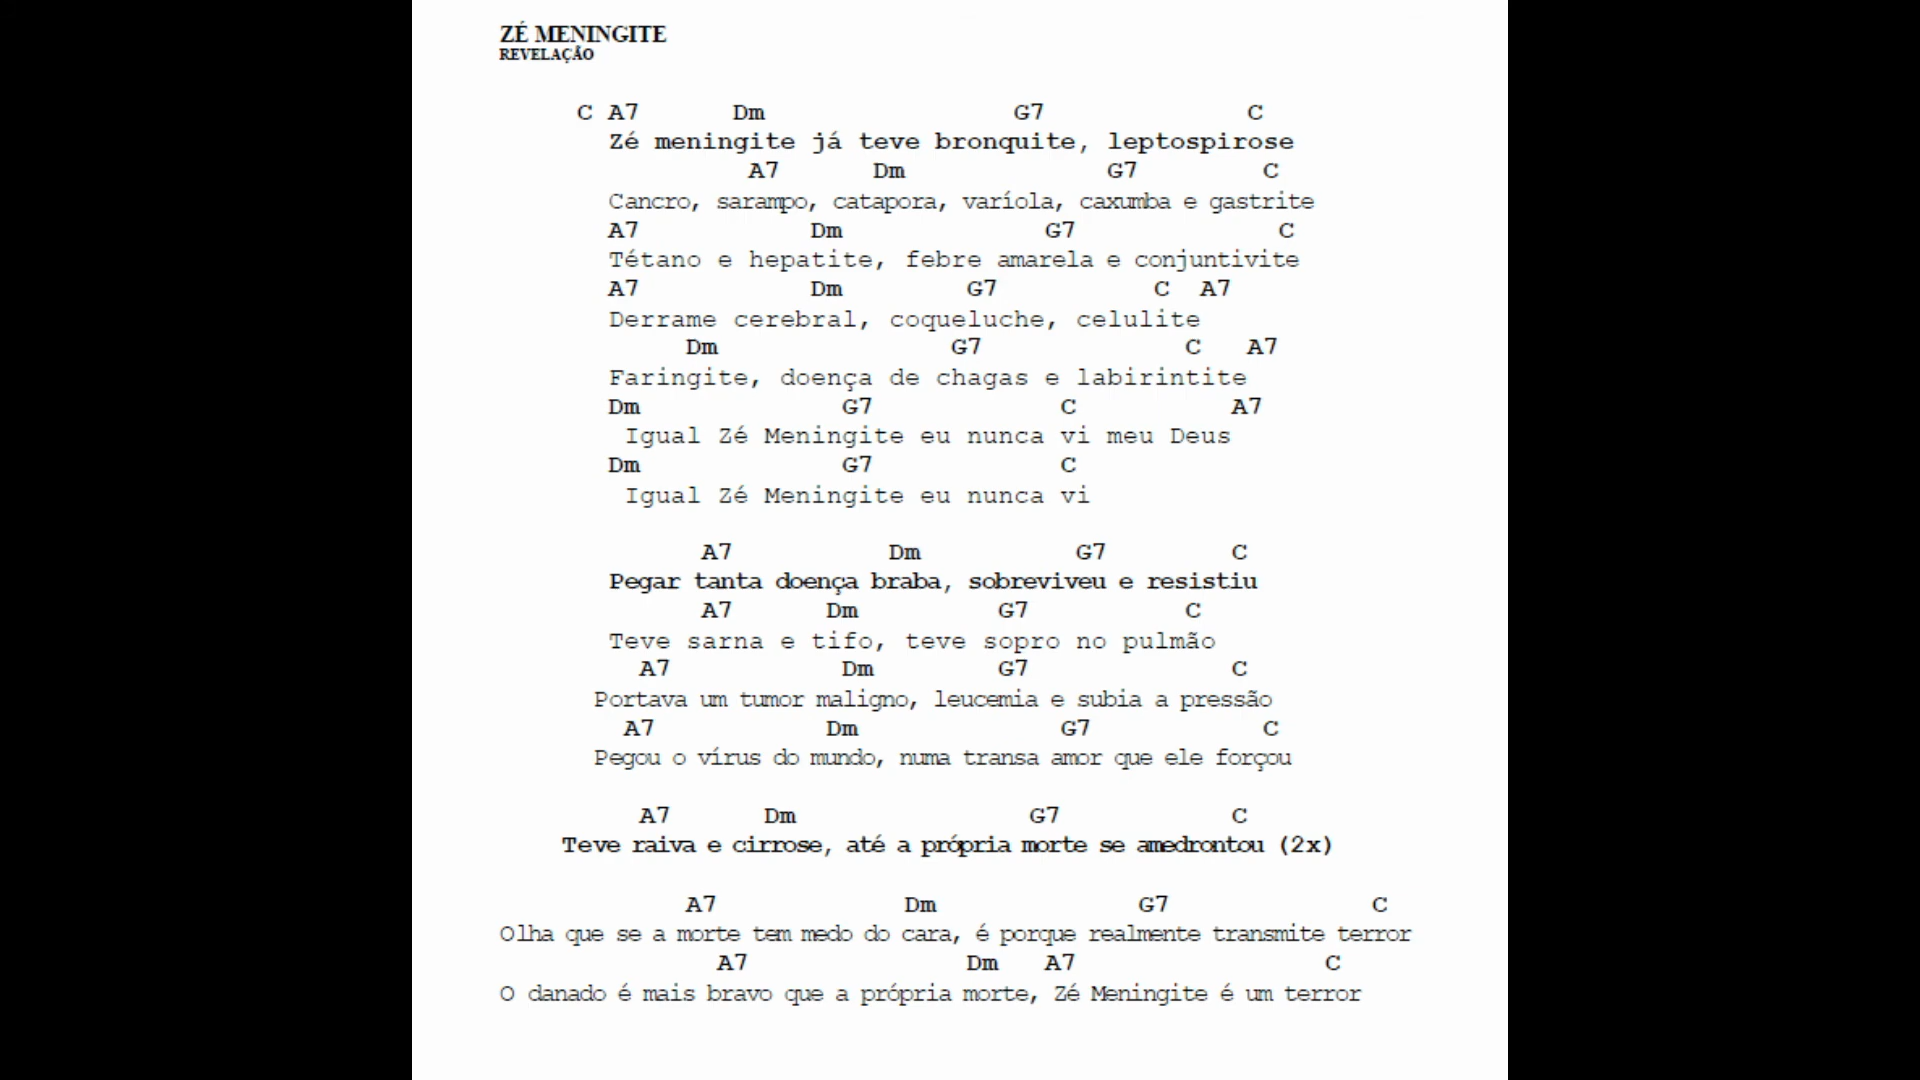 ZÉ MENINGITE
REVELAÇÃO
C A7 Dm G7 C
Zé meningite já teve bronquite, leptospirose
A7 Dm G7 C
Cancro, sarampo, catapora, varíola, caxumba e gastrite
A7 Dm G7 C
Tétano e hepatite, febre amarela e conjuntivite
A7 Dm G7 C A7
Derrame cerebral, coqueluche, celulite
Dm G7 C A7
Faringite, doença de chagas e labirintite
Dm G7 C A7
Igual Zé Meningite eu nunca vi meu Deus
Dm G7 C
Igual Zé Meningite eu nunca vi
A7 Dm G7 C
Pegar tanta doença braba, sobreviveu e resistiu
A7 Dm G7 C
Teve sarna e tifo, teve sopro no pulmão
A7 Dm G7 C
Portava um tumor maligno, leucemia e subia a pressão
A7 Dm G7 C
Pegou o vírus do mundo, numa transa amor que ele forçou
A7 Dm G7 C
Teve raiva e cirrose, até a própria morte se amedrontou (2x)
A7 Dm G7 C
Olha que se a morte tem medo do cara, é porque realmente transmite terror
A7 Dm A7 C
O danado é mais bravo que a própria morte, Zé Meningite é um terror